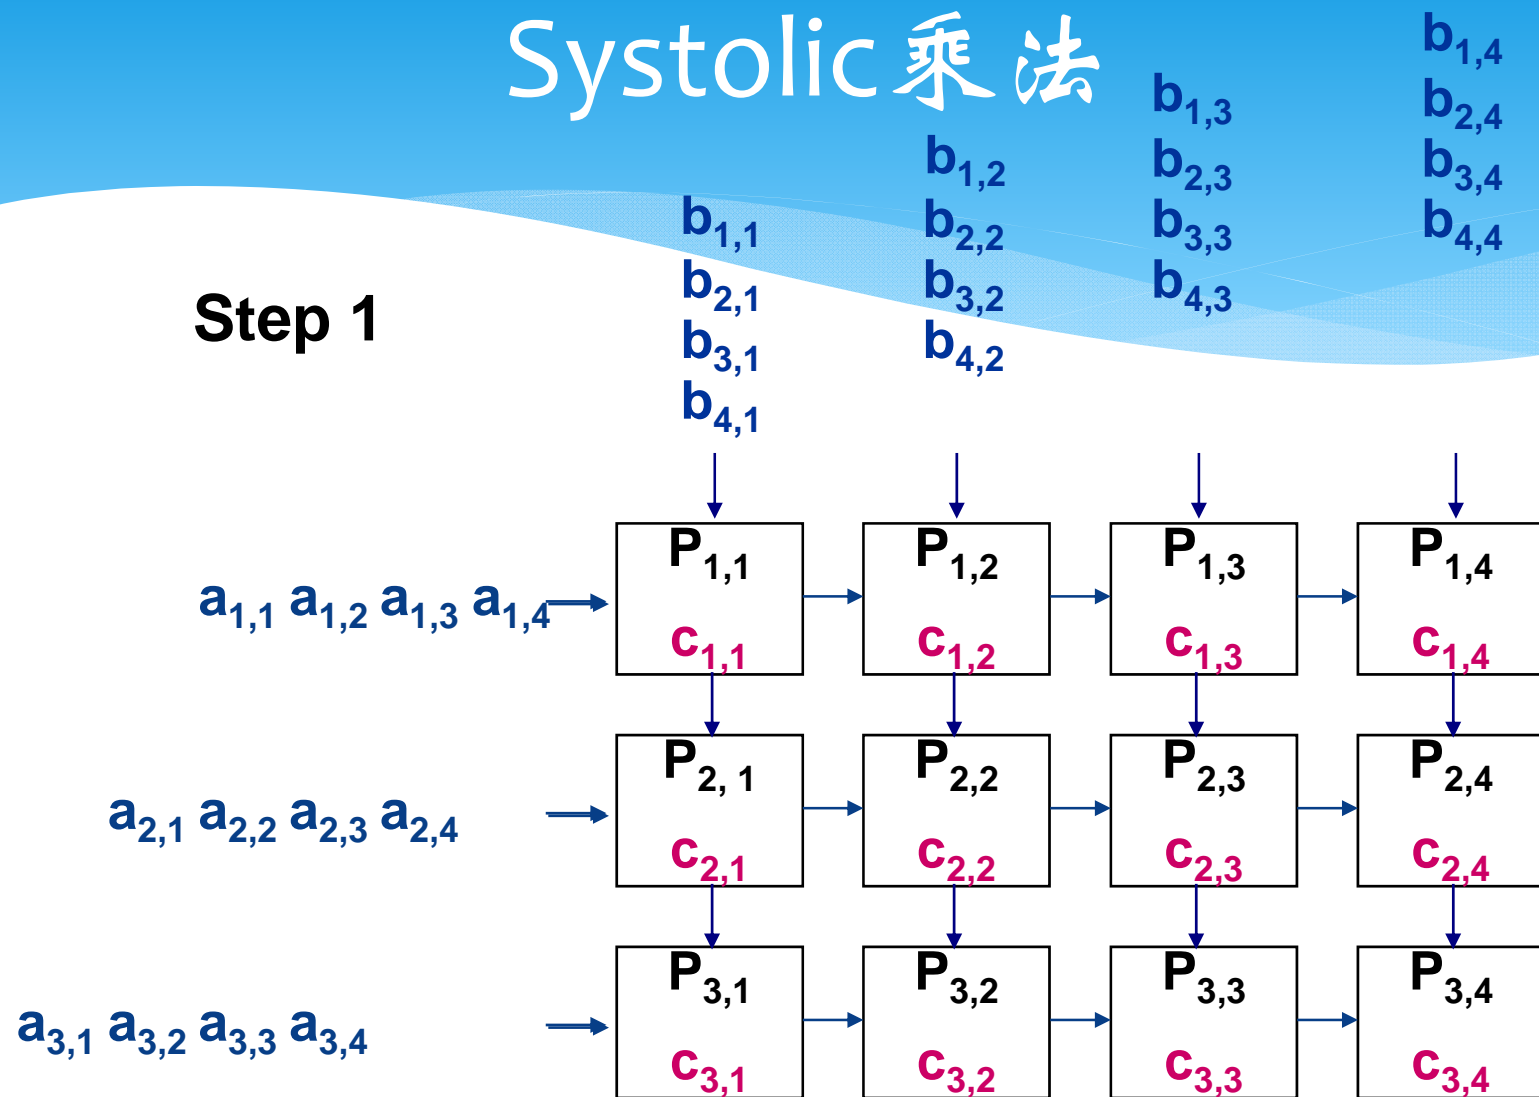 Systolic乘法
b1,4
b1,3
b2,4
b1,2
b2,3
b3,4
b1,1
b2,2
b3,3
b4,4
b2,1
b3,2
b4,3
Step 1
b3,1
b4,2
b4,1
P1,1 P1,2 P1,3 P1,4
a1,1 a1,2 a1,3 a1,4
c1,1 c1,2 c1,3 c1,4
P2, 1 P2,2 P2,3 P2,4
a2,1 a2,2 a2,3 a2,4
c2,1 c2,2 c2,3 c2,4
P3,1 P3,2 P3,3 P3,4
a3,1 a3,2 a3,3 a3,4
c3,1 c3,2 c3,3 c3,4